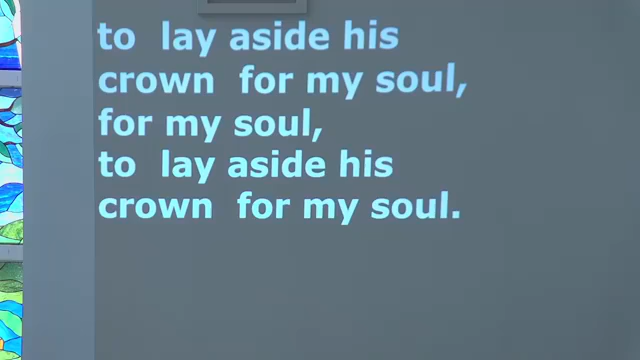 to lay aside his
crown for my soul,
for my soul,
to lay aside his
crown for my soul.